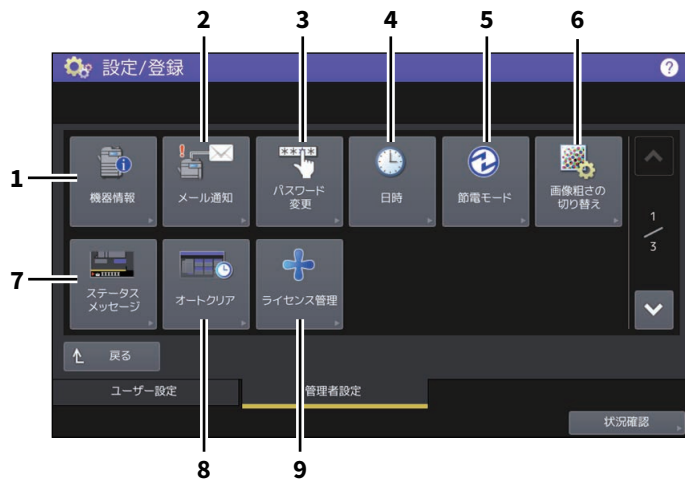 2 3 4 5 6
設定/登録 ?
1
機器情報
メール通知
****
パスワード
変更
日時
節電モード
画像粗さの
切り替え
1
/
3
7
ステータス
メッセージ
オートクリア
ライセンス管理
戻る
ユーザー設定
管理者設定
状況確認
8 9